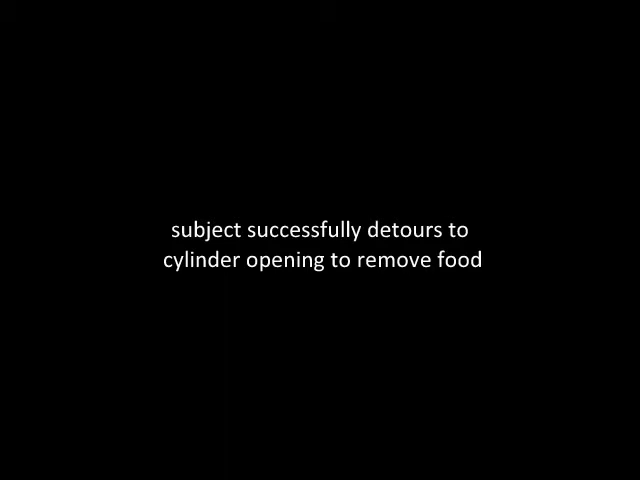 subject successfully detours to
cylinder opening to remove food